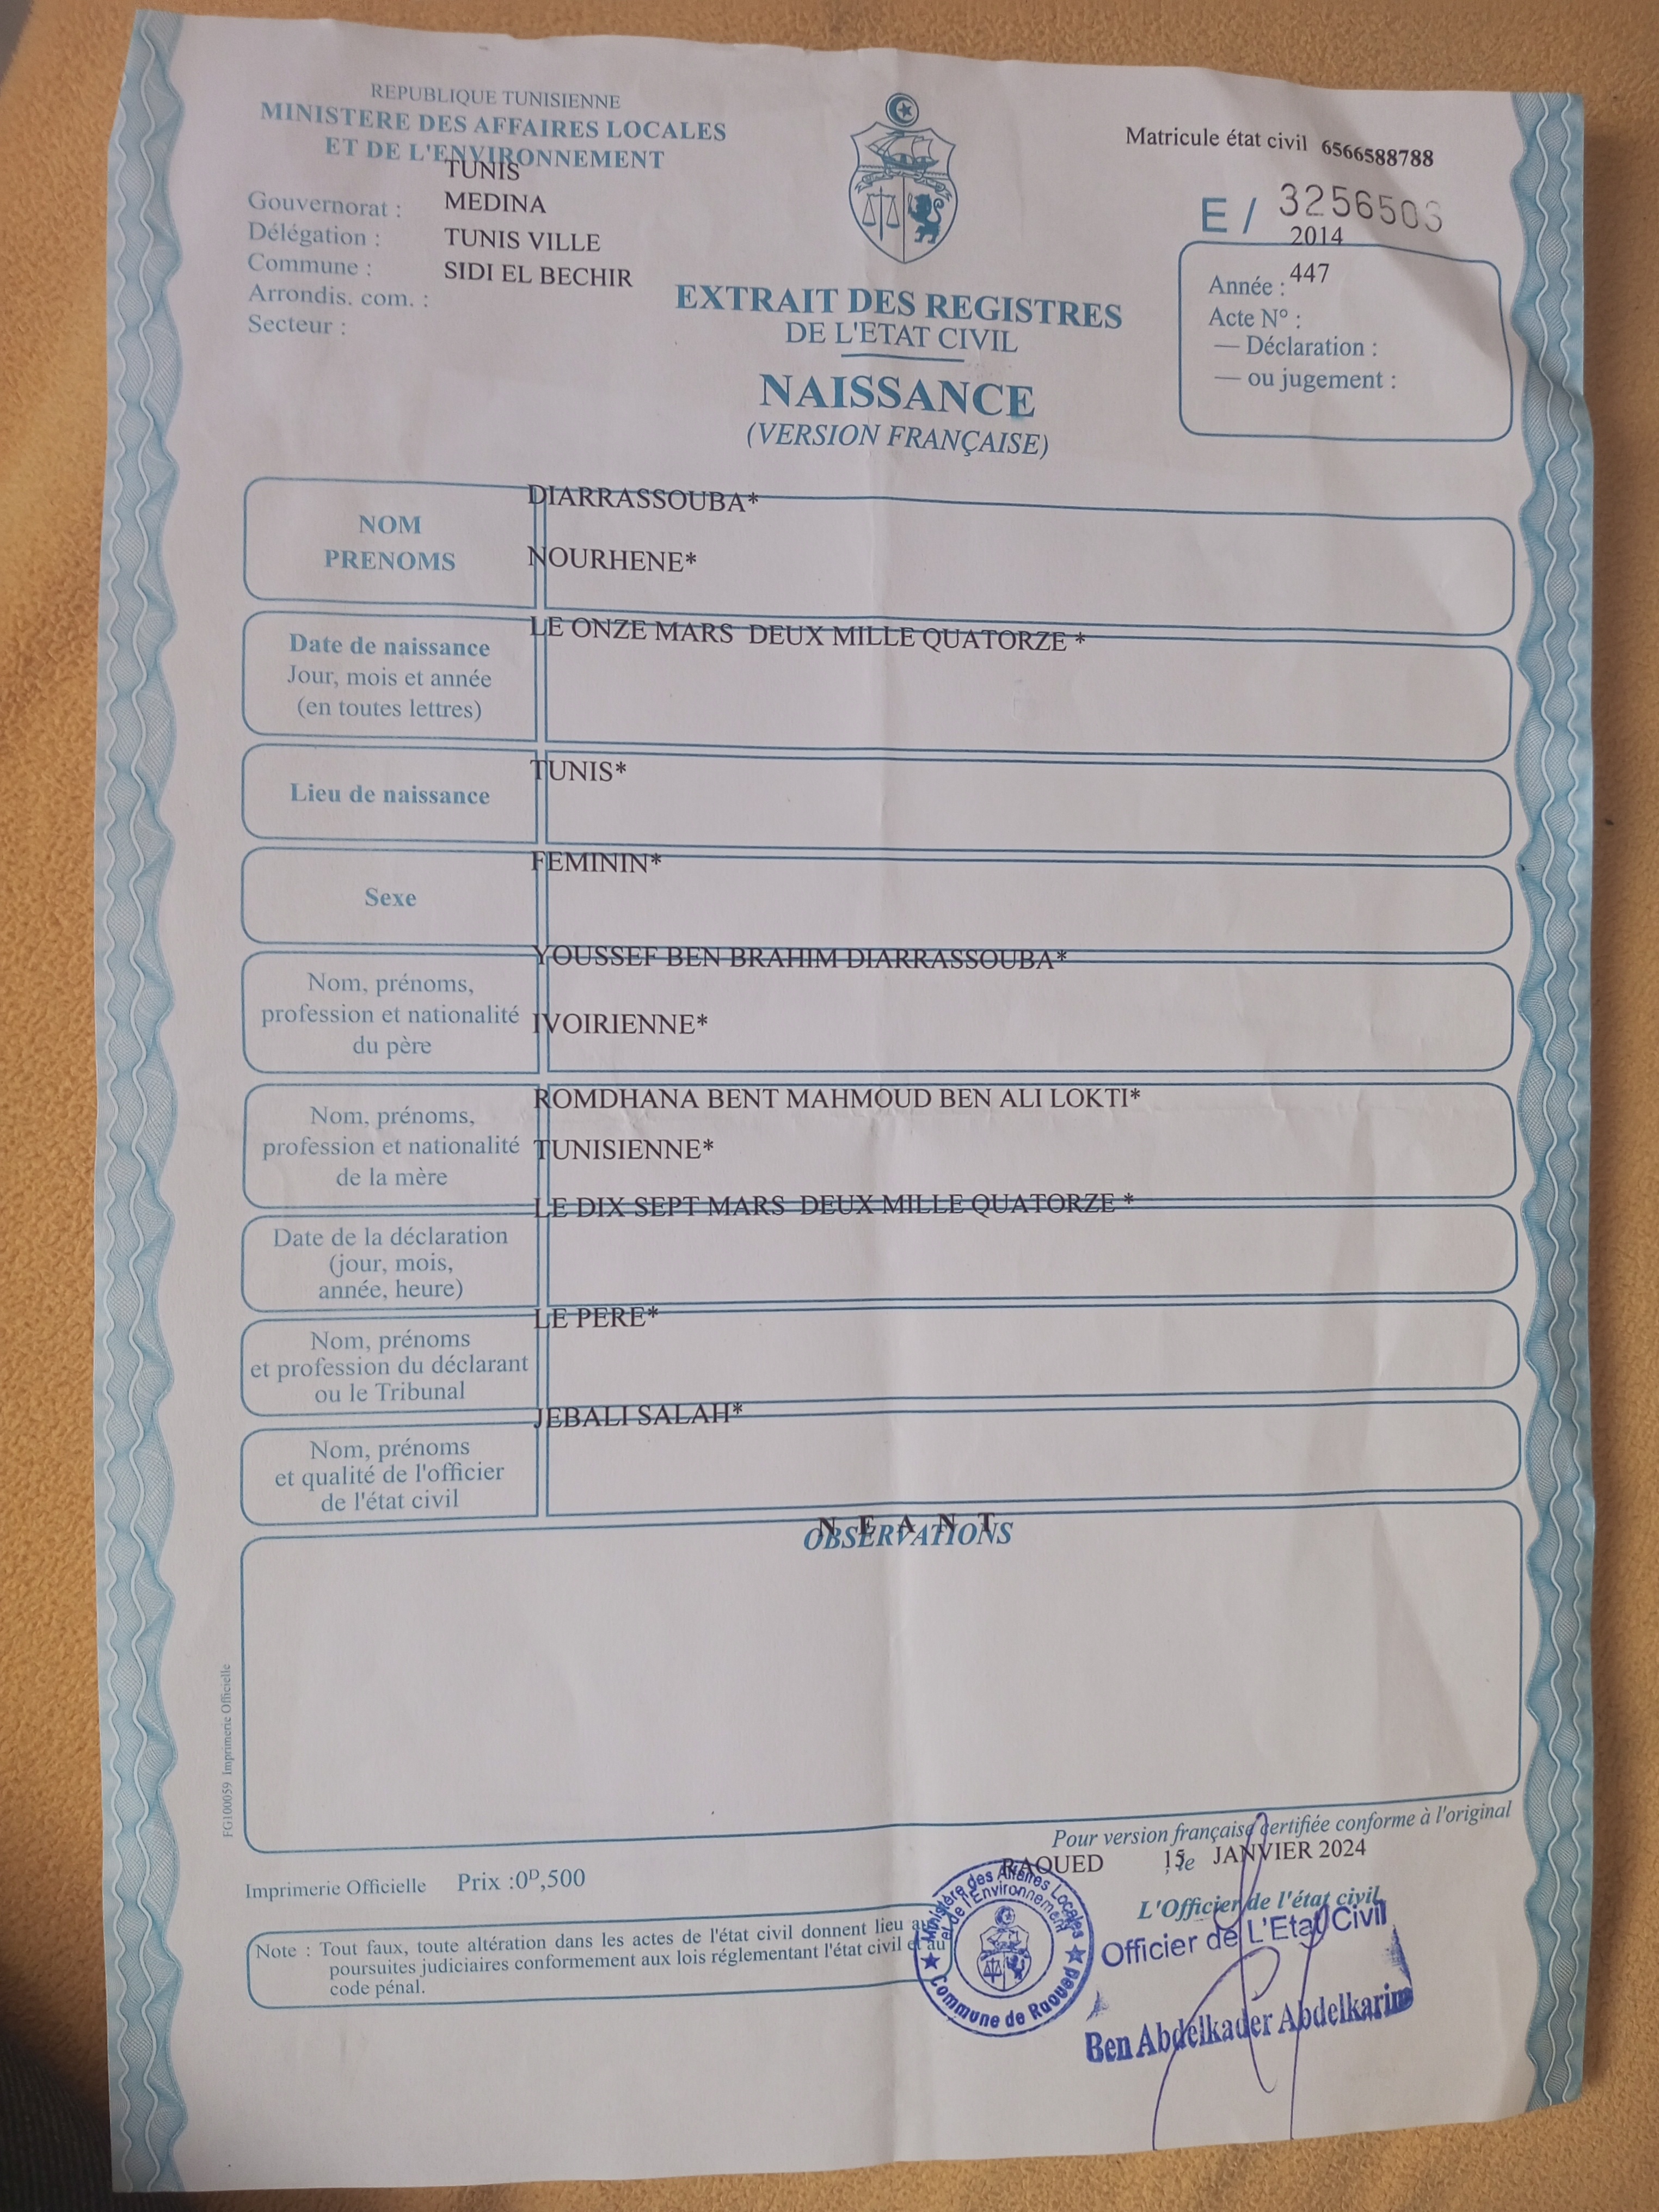 REPUBLIQUE TUNISIENNE
MINISTERE DES AFFAIRES LOCALES
ET DE L'ENVIRONNEMENT
TUNIS
Gouvernorat : MEDINA
Délégation : TUNIS VILLE
Commune : SIDI EL BECHIR
Arrondis. com. :
Secteur :
Matricule état civil 6566588788
E / 3256503
2014
Année : 447
Acte N° :
— Déclaration :
— ou jugement :
EXTRAIT DES REGISTRES
DE L'ETAT CIVIL
NAISSANCE
(VERSION FRANÇAISE)
NOM
PRENOMS
DIARRASSOUBA*
NOURHENE*
Date de naissance
Jour, mois et année
(en toutes lettres)
LE ONZE MARS DEUX MILLE QUATORZE *
Lieu de naissance
TUNIS*
Sexe
FEMININ*
Nom, prénoms,
profession et nationalité
du père
YOUSSEF BEN BRAHIM DIARRASSOUBA*
IVOIRIENNE*
Nom, prénoms,
profession et nationalité
de la mère
ROMDHANA BENT MAHMOUD BEN ALI LOKTI*
TUNISIENNE*
Date de la déclaration
(jour, mois,
année, heure)
LE DIX SEPT MARS DEUX MILLE QUATORZE *
Nom, prénoms
et profession du déclarant
ou le Tribunal
LE PERE*
Nom, prénoms
et qualité de l'officier
de l'état civil
JEBALI SALAH*
N E A N T
OBSERVATIONS
FG100059 Imprimerie Officielle
Pour version française certifiée conforme à l'original
RAOUED 15 , le JANVIER 2024
Imprimerie Officielle Prix :0ᴰ,500
L'Officier de l'état civil,
Officier de L'Etat Civil
Ben Abdelkader Abdelkarim
Ministère des Affaires Locales
et de l'Environnement
Commune de Raoued
Note : Tout faux, toute altération dans les actes de l'état civil donnent lieu aux
poursuites judiciaires conformement aux lois réglementant l'état civil et au
code pénal.